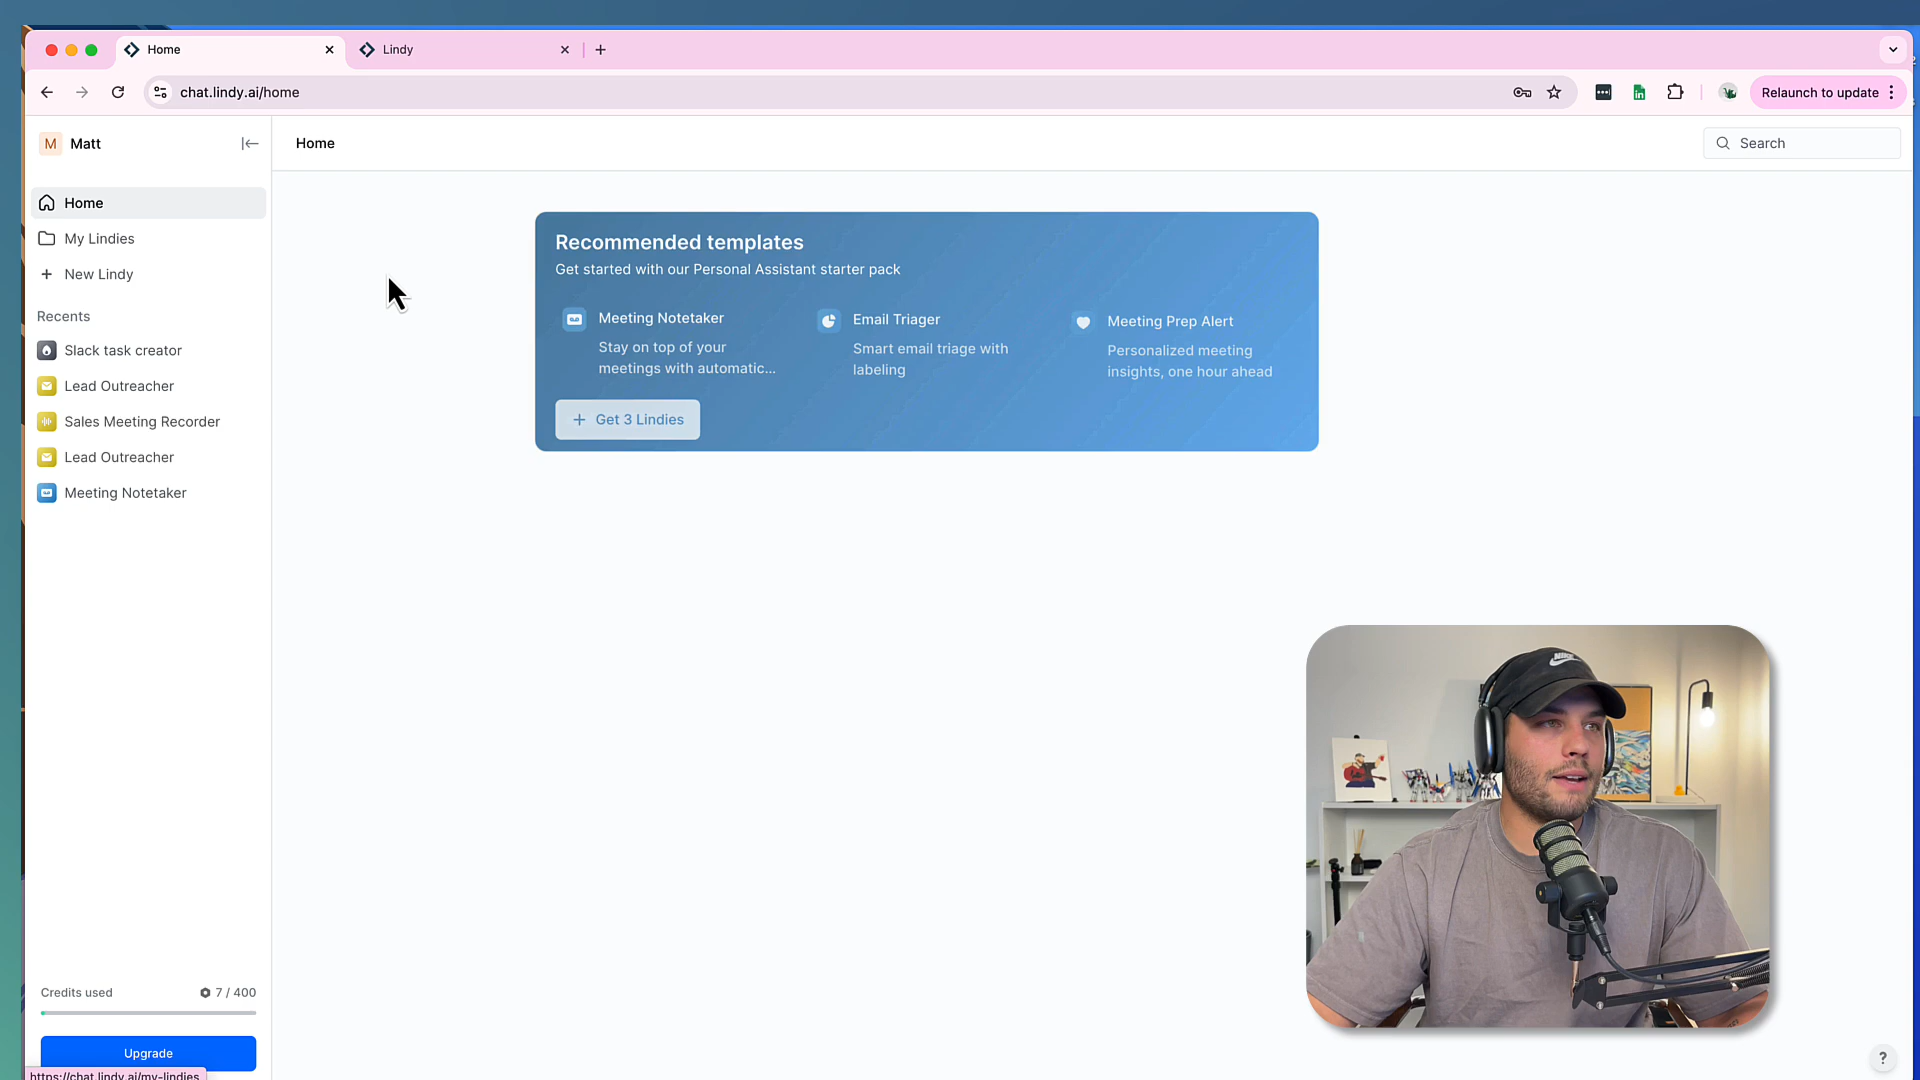 Home
Lindy
chat.lindy.ai/home
Relaunch to update
M Matt
Home
Search
Home
My Lindies
New Lindy
Recents
Slack task creator
Lead Outreacher
Sales Meeting Recorder
Lead Outreacher
Meeting Notetaker
Recommended templates
Get started with our Personal Assistant starter pack
Meeting Notetaker
Stay on top of your
meetings with automatic...
Email Triager
Smart email triage with
labeling
Meeting Prep Alert
Personalized meeting
insights, one hour ahead
+ Get 3 Lindies
NIKE
Credits used
7 / 400
Upgrade
https://chat.lindy.ai/my-lindies
?